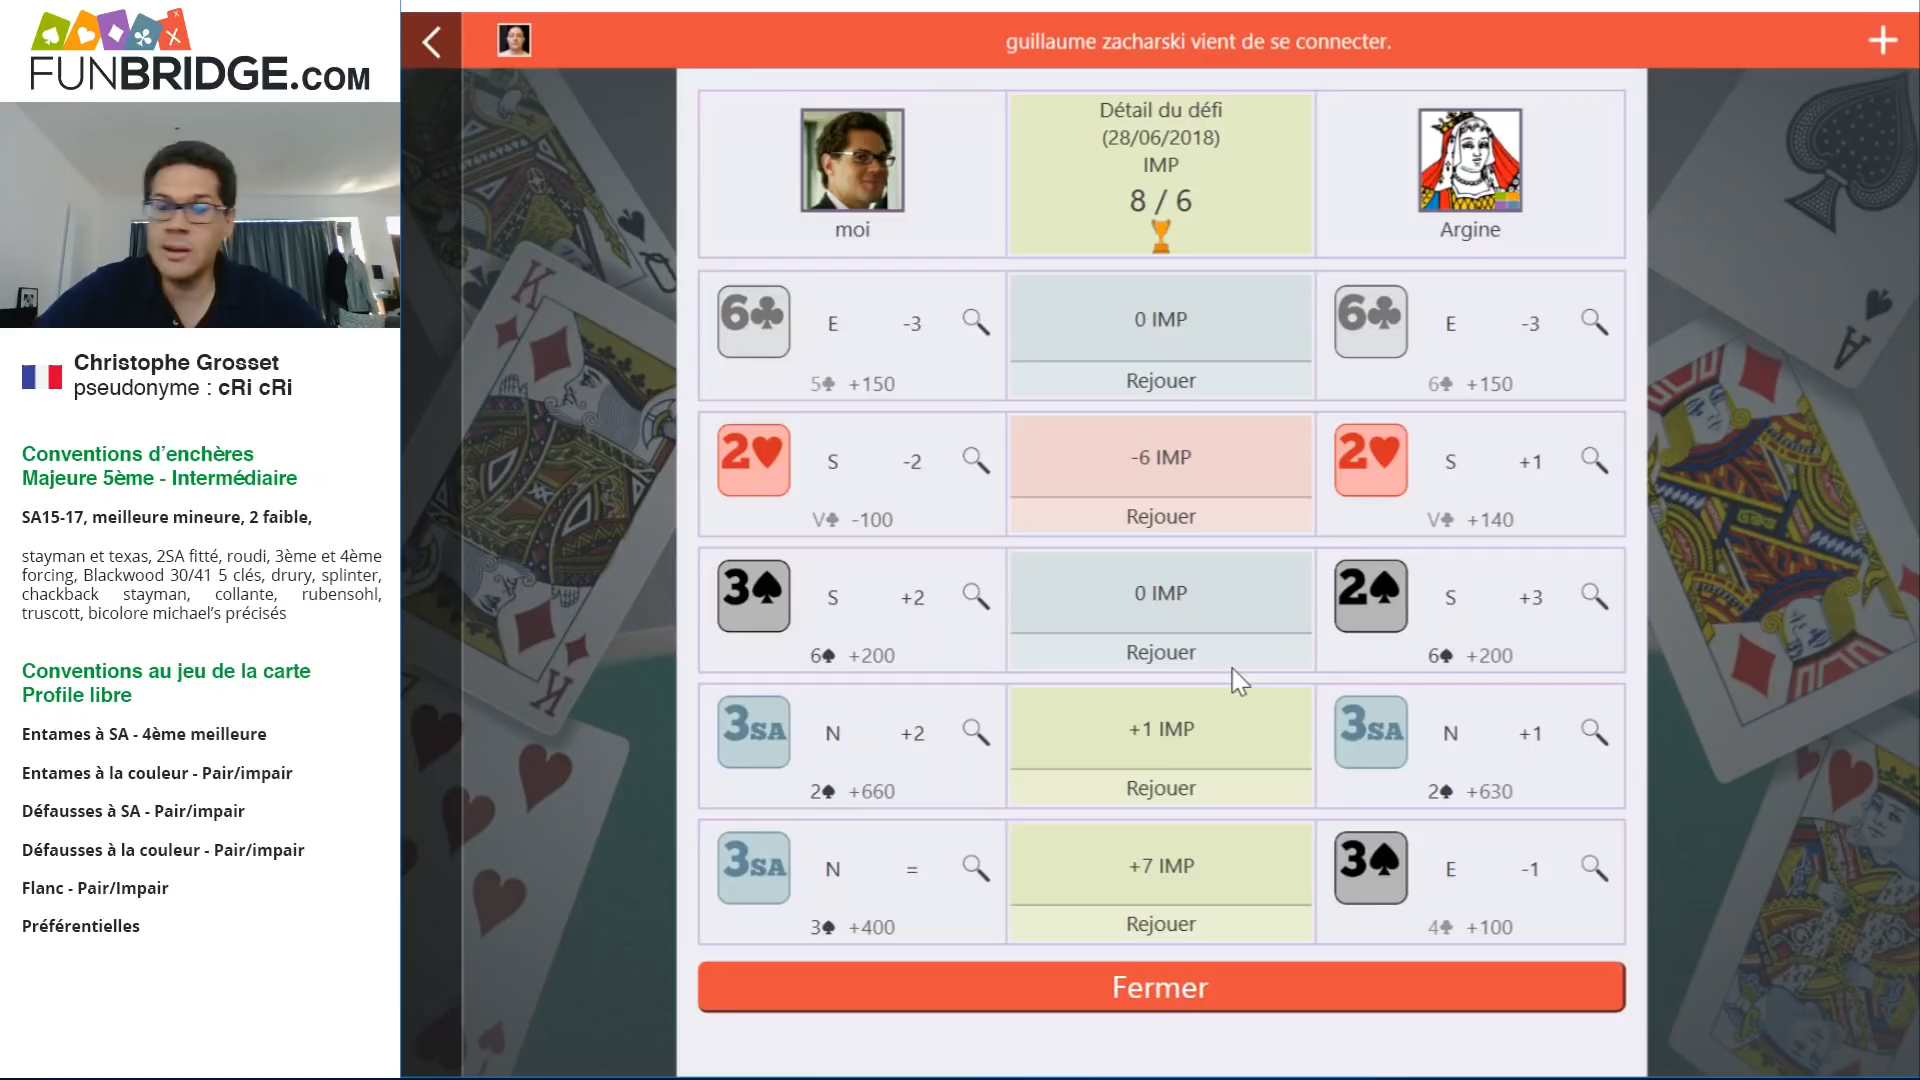 FUNBRIDGE.COM
Christophe Grosset
pseudonyme : cRi cRi
Conventions d'enchères
Majeure 5ème - Intermédiaire
SA15-17, meilleure mineure, 2 faible,
stayman et texas, 2SA fitté, roudi, 3ème et 4ème
forcing, Blackwood 30/41 5 clés, drury, splinter,
chackback stayman, collante, rubensohl,
truscott, bicolore michael's précisés
Conventions au jeu de la carte
Profile libre
Entames à SA - 4ème meilleure
Entames à la couleur - Pair/impair
Défausses à SA - Pair/impair
Défausses à la couleur - Pair/impair
Flanc - Pair/Impair
Préférentielles
guillaume zacharski vient de se connecter.
moi
Détail du défi
(28/06/2018)
IMP
8 / 6
Argine
6♣ E -3
5♣ +150
0 IMP
Rejouer
6♣ E -3
6♣ +150
2♥ S -2
V♣ -100
-6 IMP
Rejouer
2♥ S +1
V♣ +140
3♠ S +2
6♠ +200
0 IMP
Rejouer
2♠ S +3
6♠ +200
3SA N +2
2♠ +660
+1 IMP
Rejouer
3SA N +1
2♠ +630
3SA N =
3♠ +400
+7 IMP
Rejouer
3♠ E -1
4♣ +100
Fermer
K
K
A
A